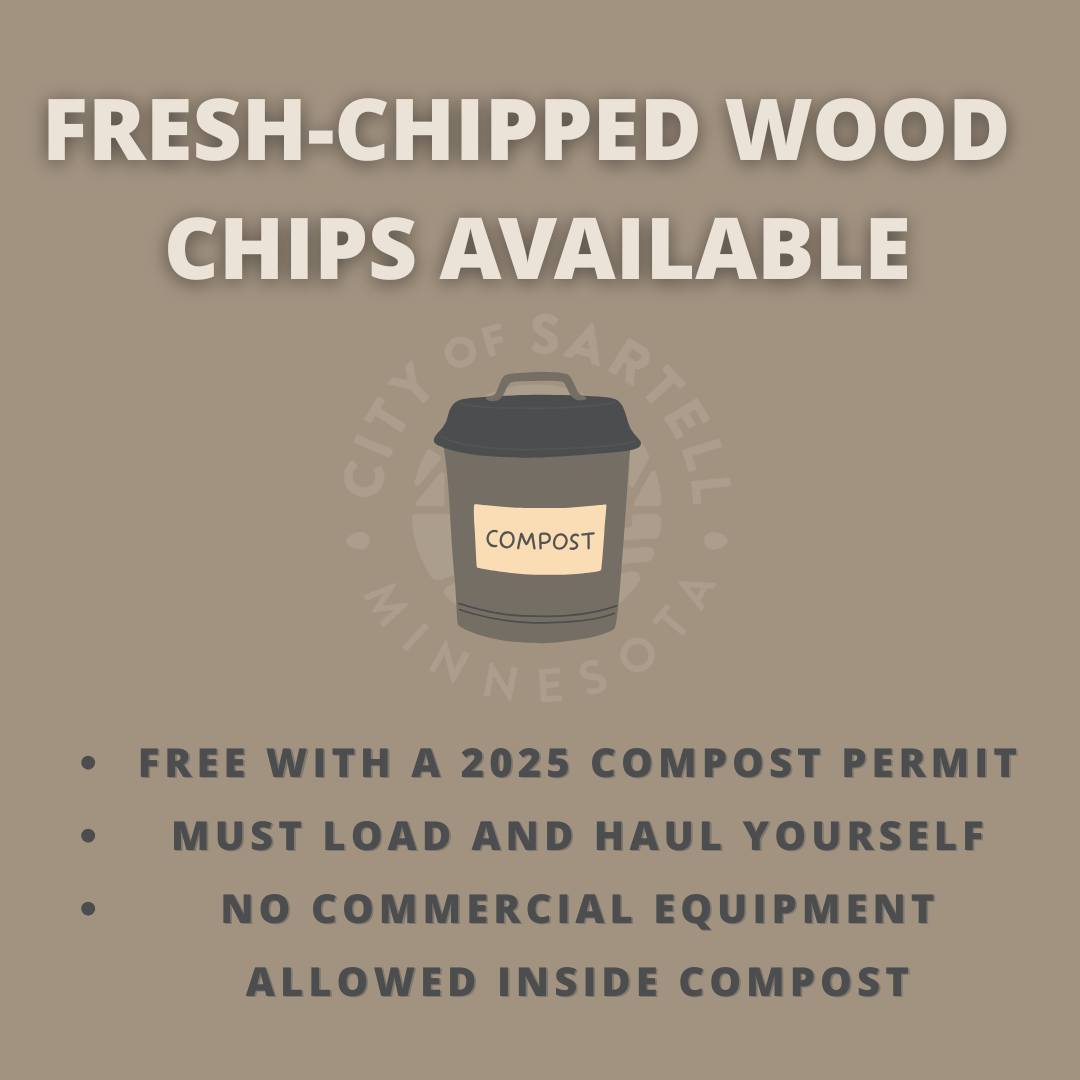 FRESH-CHIPPED WOOD
CHIPS AVAILABLE
CITY OF SARTELL
COMPOST
MINNESOTA
• FREE WITH A 2025 COMPOST PERMIT
• MUST LOAD AND HAUL YOURSELF
• NO COMMERCIAL EQUIPMENT
ALLOWED INSIDE COMPOST